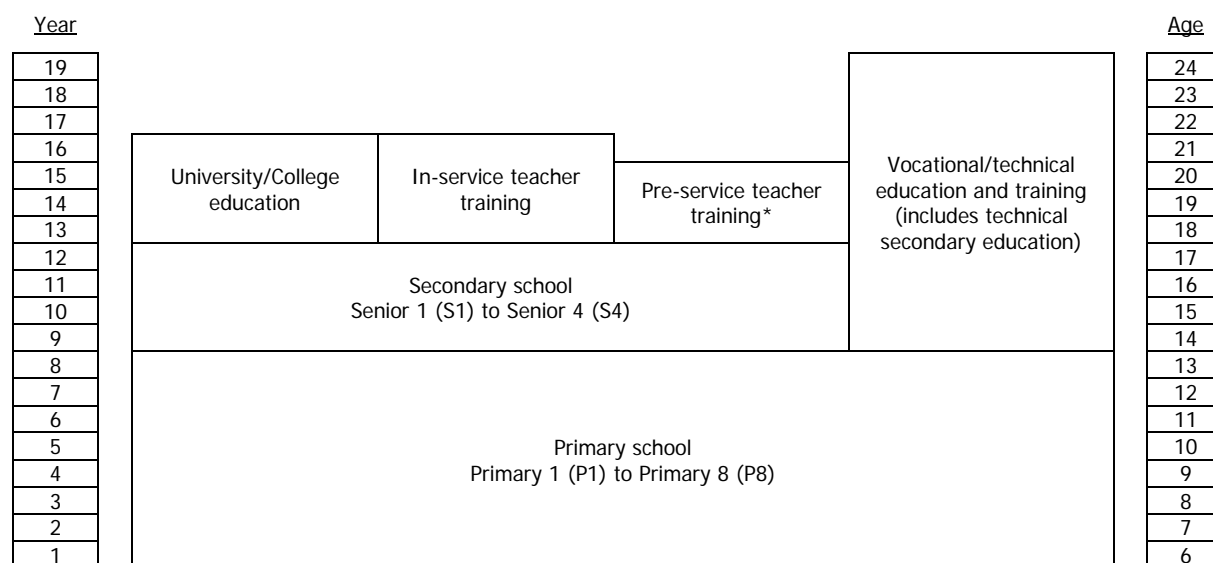 Year
Age
19
24
18
23
17
22
16
21
15
20
14
19
13
18
12
17
11
16
10
15
9
14
8
13
7
12
6
11
5
10
4
9
3
8
2
7
1
6
University/College
education
In-service teacher
training
Pre-service teacher
training*
Vocational/technical
education and training
(includes technical
secondary education)
Secondary school
Senior 1 (S1) to Senior 4 (S4)
Primary school
Primary 1 (P1) to Primary 8 (P8)